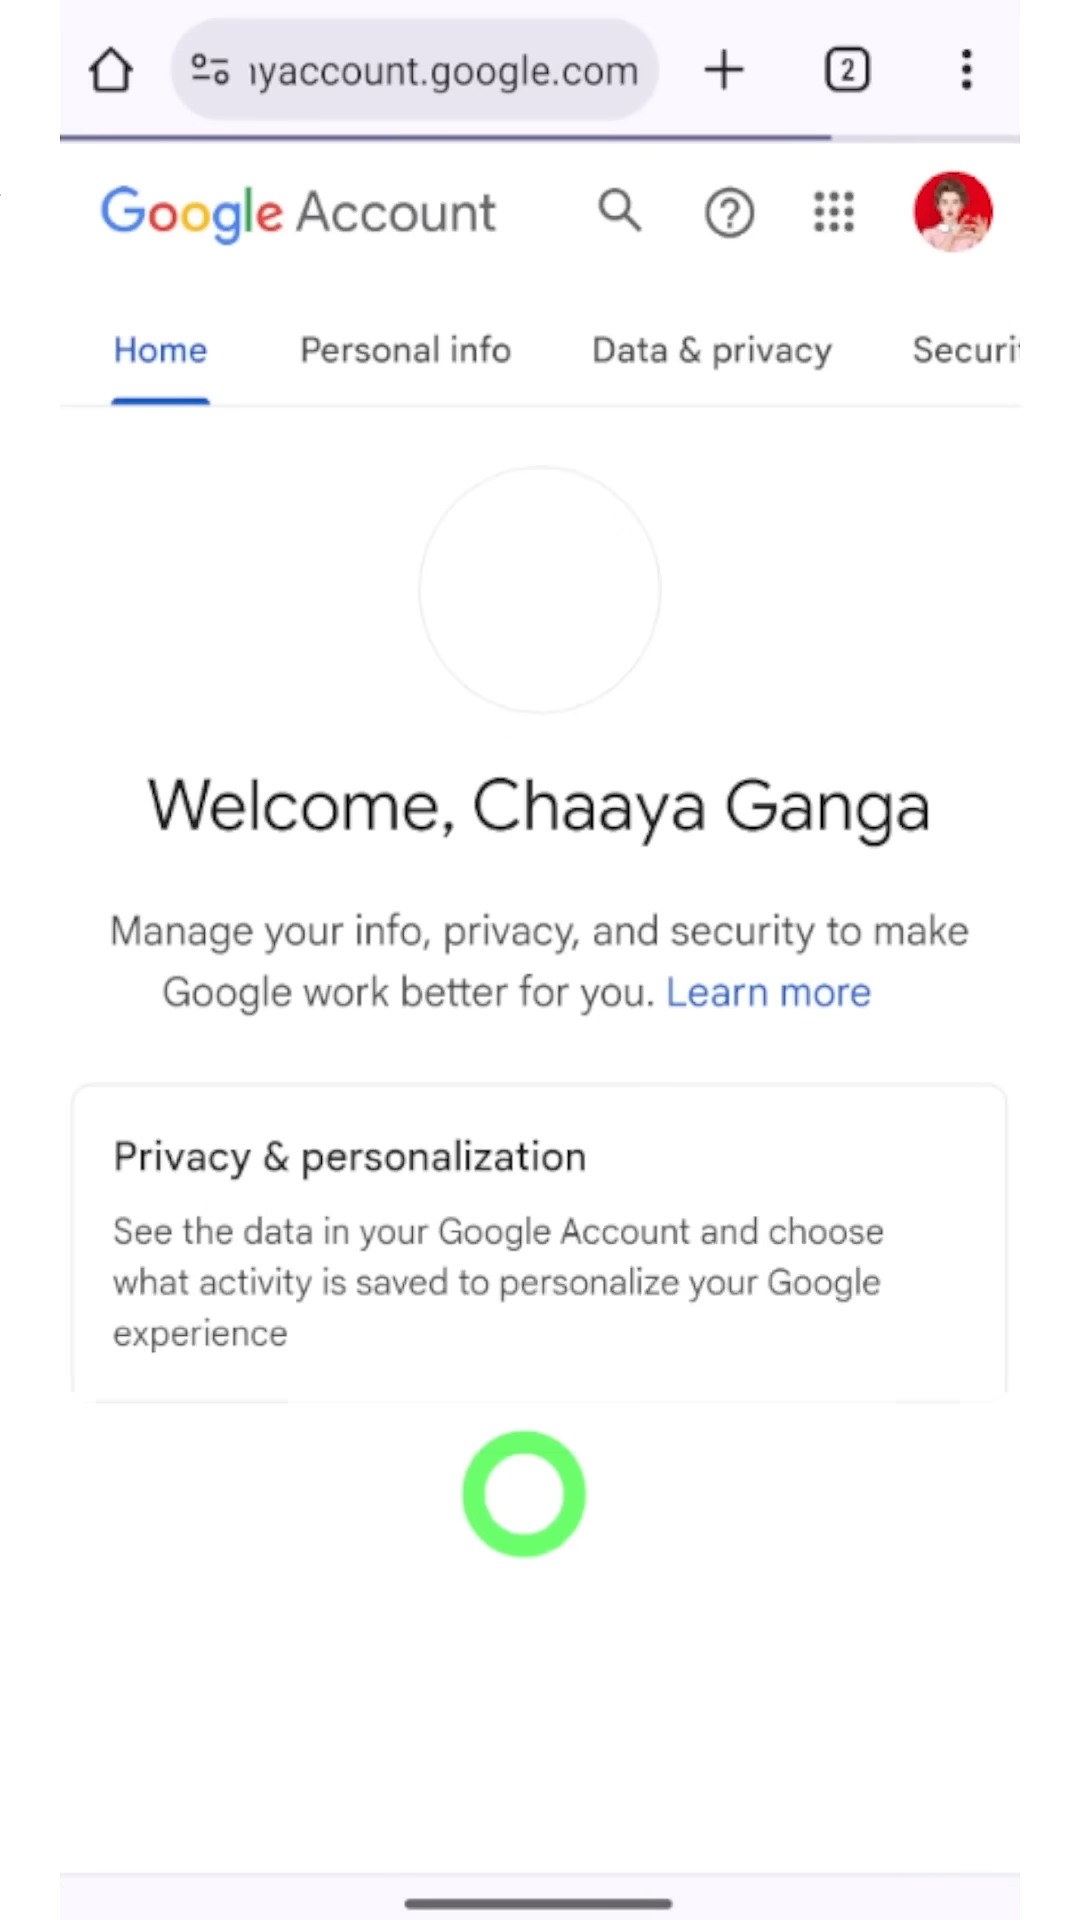 yaccount.google.com
2
Google Account
Home
Personal info
Data & privacy
Securi
Welcome, Chaaya Ganga
Manage your info, privacy, and security to make
Google work better for you. Learn more
Privacy & personalization
See the data in your Google Account and choose
what activity is saved to personalize your Google
experience